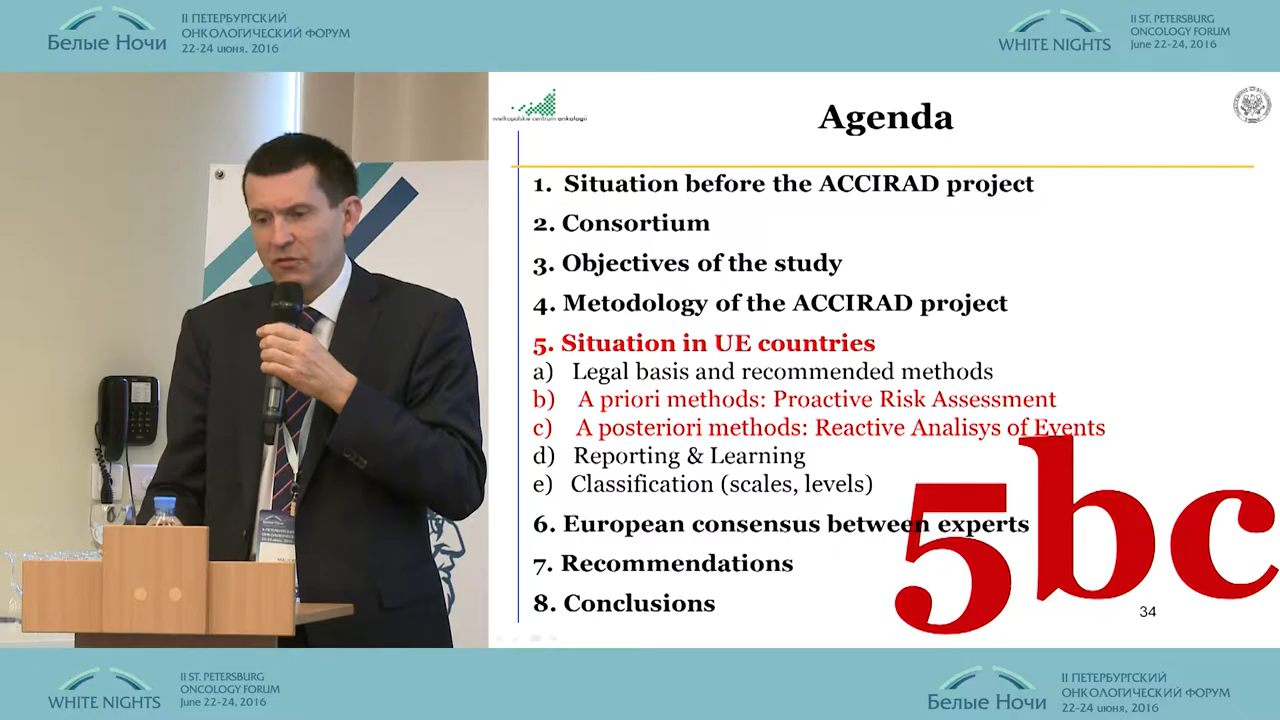 II ПЕТЕРБУРГСКИЙ
ОНКОЛОГИЧЕСКИЙ ФОРУМ
Белые Ночи
22-24 июня, 2016
II ST. PETERSBURG
ONCOLOGY FORUM
WHITE NIGHTS
June 22-24, 2016
wielkopolskie centrum onkologii
Agenda
1. Situation before the ACCIRAD project
2. Consortium
3. Objectives of the study
4. Metodology of the ACCIRAD project
5. Situation in UE countries
a) Legal basis and recommended methods
b) A priori methods: Proactive Risk Assessment
c) A posteriori methods: Reactive Analisys of Events
d) Reporting & Learning
e) Classification (scales, levels)
6. European consensus between experts
7. Recommendations
8. Conclusions
5bc
34
II ST. PETERSBURG
ONCOLOGY FORUM
WHITE NIGHTS
June 22-24, 2016
II ПЕТЕРБУРГСКИЙ
ОНКОЛОГИЧЕСКИЙ ФОРУМ
Белые Ночи
22-24 июня, 2016